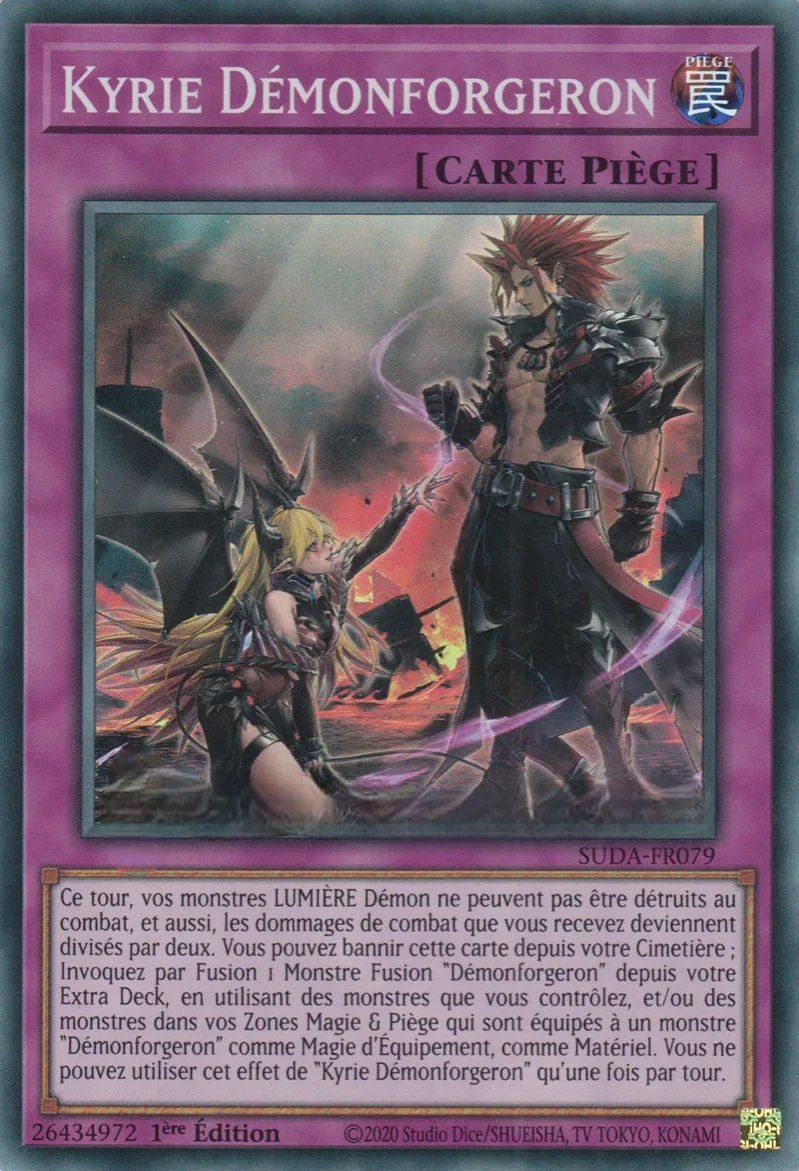 Kyrie Démonforgeron
PIÈGE
罠
[Carte Piège]
SUDA-FR079
Ce tour, vos monstres LUMIÈRE Démon ne peuvent pas être détruits au
combat, et aussi, les dommages de combat que vous recevez deviennent
divisés par deux. Vous pouvez bannir cette carte depuis votre Cimetière ;
Invoquez par Fusion 1 Monstre Fusion "Démonforgeron" depuis votre
Extra Deck, en utilisant des monstres que vous contrôlez, et/ou des
monstres dans vos Zones Magie & Piège qui sont équipés à un monstre
"Démonforgeron" comme Magie d'Équipement, comme Matériel. Vous ne
pouvez utiliser cet effet de "Kyrie Démonforgeron" qu'une fois par tour.
26434972 1ère Édition ©2020 Studio Dice/SHUEISHA, TV TOKYO, KONAMI